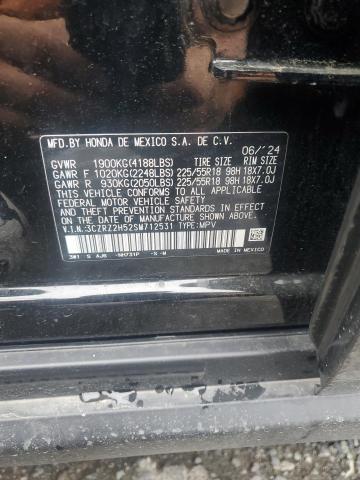 MFD.BY HONDA DE MEXICO S.A. DE C.V.
06/'24
GVWR 1900KG(4188LBS) TIRE SIZE RIM SIZE
GAWR F 1020KG(2248LBS) 225/55R18 98H 18X7.0J
GAWR R 930KG(2050LBS) 225/55R18 98H 18X7.0J
THIS VEHICLE CONFORMS TO ALL APPLICABLE
FEDERAL MOTOR VEHICLE SAFETY
STANDARDS IN EFFECT ON THE
DATE OF MANUFACTURE SHOWN ABOVE.
V.I.N.:3CZRZ2H52SM712531 TYPE:MPV
3W1 S AJ6 -NH731P -S -M
MADE IN MEXICO